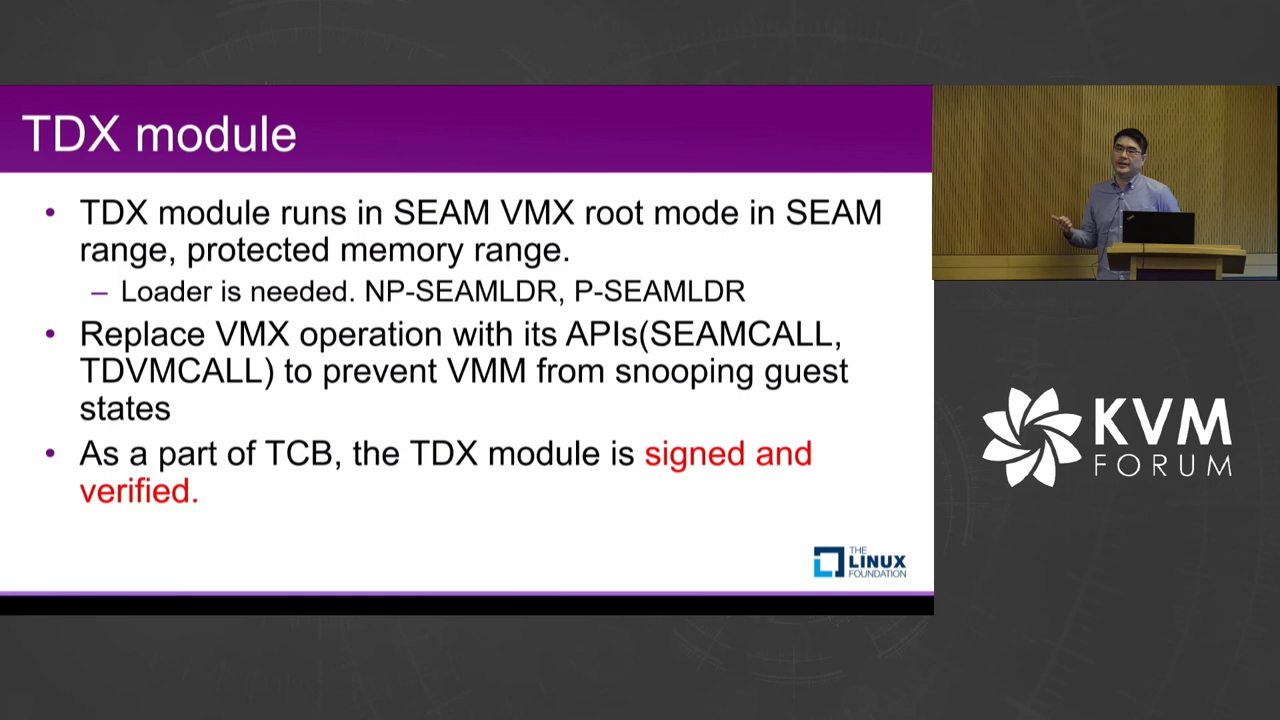 TDX module
• TDX module runs in SEAM VMX root mode in SEAM
range, protected memory range.
– Loader is needed. NP-SEAMLDR, P-SEAMLDR
• Replace VMX operation with its APIs(SEAMCALL,
TDVMCALL) to prevent VMM from snooping guest
states
• As a part of TCB, the TDX module is signed and
verified.
THE
LINUX
FOUNDATION
KVM
FORUM